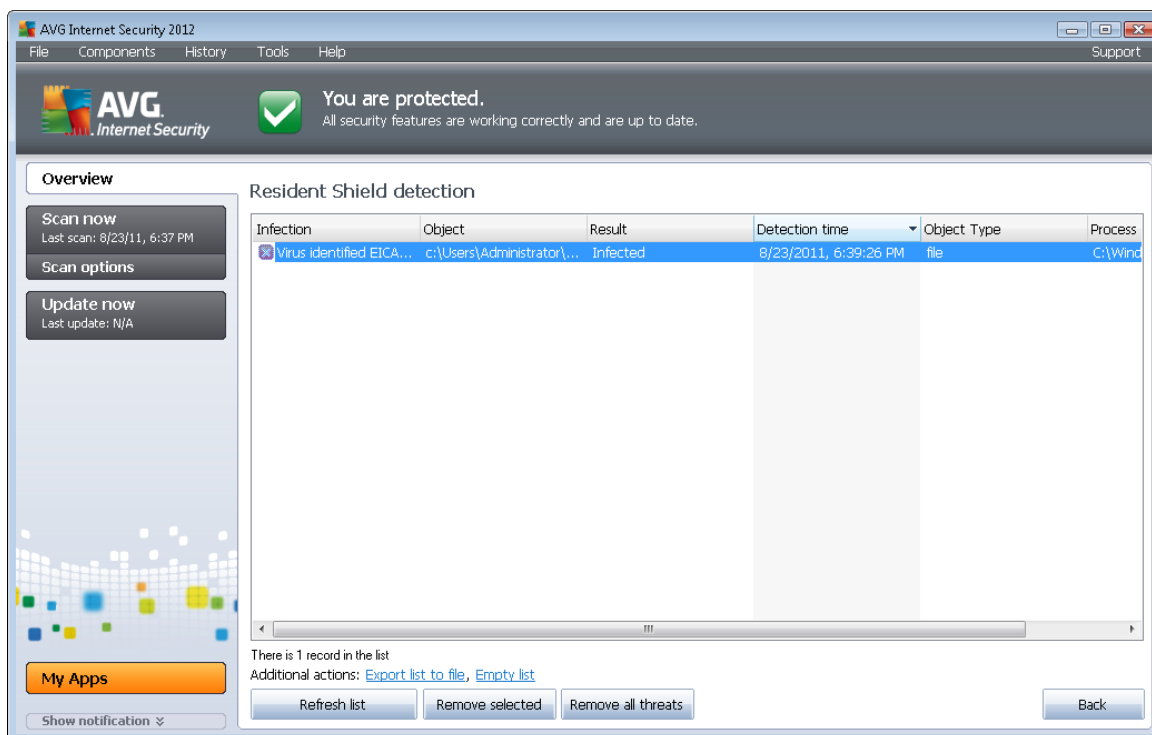 AVG Internet Security 2012
File Components History Tools Help Support
AVG.
Internet Security
You are protected.
All security features are working correctly and are up to date.
Overview
Scan now
Last scan: 8/23/11, 6:37 PM
Scan options
Update now
Last update: N/A
My Apps
Show notification
Resident Shield detection
Infection Object Result Detection time Object Type Process
Virus identified EICA... c:\Users\Administrator\... Infected 8/23/2011, 6:39:26 PM file C:\Wind
There is 1 record in the list
Additional actions: Export list to file, Empty list
Refresh list Remove selected Remove all threats Back